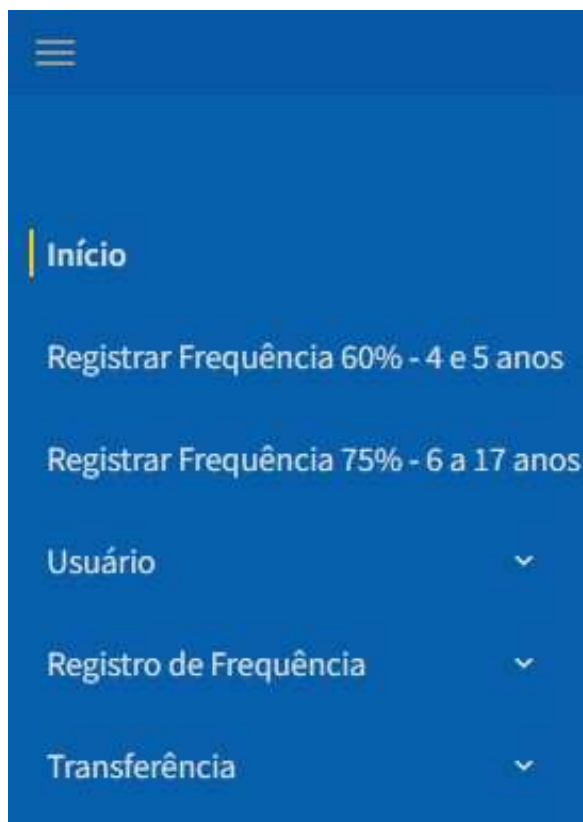 Início
Registrar Frequência 60% - 4 e 5 anos
Registrar Frequência 75% - 6 a 17 anos
Usuário
Registro de Frequência
Transferência